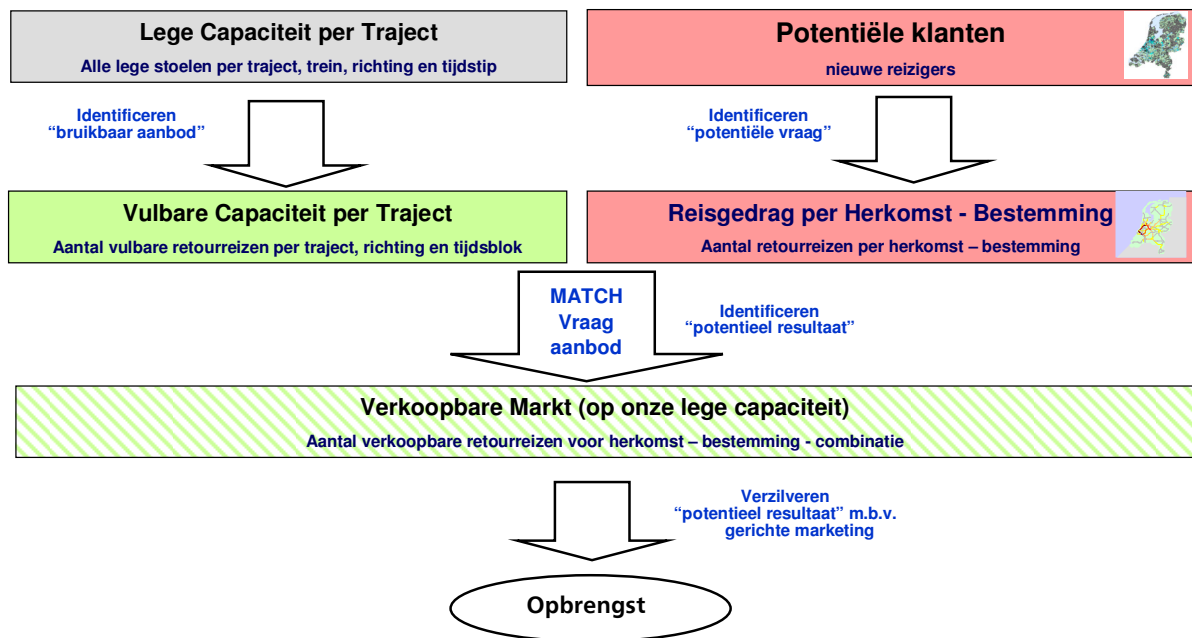 Lege Capaciteit per Traject
Alle lege stoelen per traject, trein, richting en tijdstip
Potentiële klanten
nieuwe reizigers
Identificeren
“bruikbaar aanbod”
Identificeren
“potentiële vraag”
Vulbare Capaciteit per Traject
Aantal vulbare retourreizen per traject, richting en tijdsblok
Reisgedrag per Herkomst - Bestemming
Aantal retourreizen per herkomst – bestemming
MATCH
Vraag
aanbod
Identificeren
“potentieel resultaat”
Verkoopbare Markt (op onze lege capaciteit)
Aantal verkoopbare retourreizen voor herkomst – bestemming - combinatie
Verzilveren
“potentieel resultaat” m.b.v.
gerichte marketing
Opbrengst